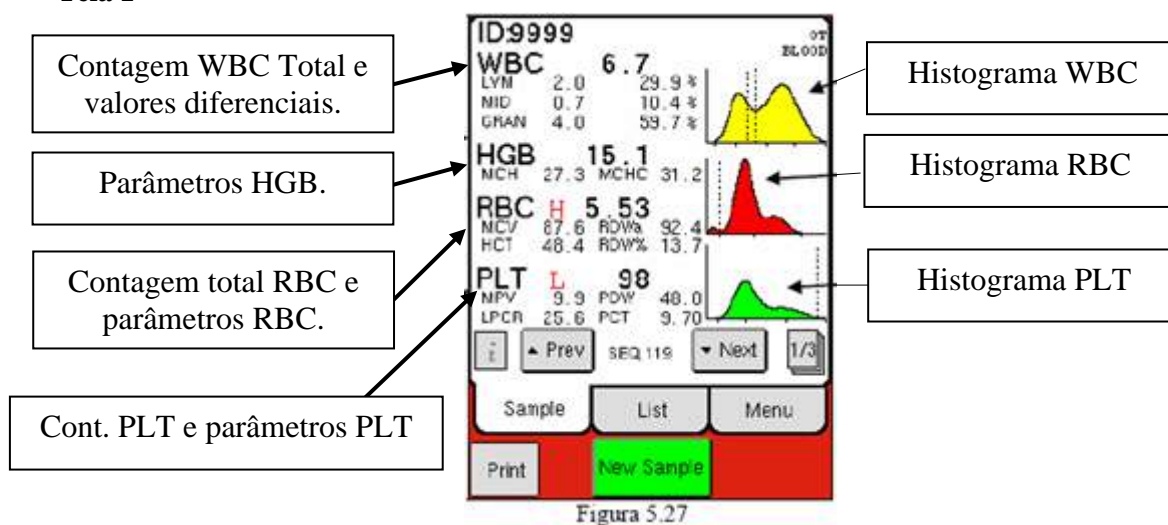 ID:9999
OT
BLOOD
WBC 6.7
LYM 2.0 29.9 %
MID 0.7 10.4 %
GRAN 4.0 59.7 %
HGB 15.1
MCH 27.3 MCHC 31.2
RBC H 5.53
MCV 87.6 RDWa 92.4
HCT 48.4 RDW% 13.7
PLT L 98
MPV 9.9 PDW 48.0
LPCR 25.6 PCT 9.70
Prev SEQ 119 Next 1/3
Sample List Menu
Print New Sample
Contagem WBC Total e
valores diferenciais.
Parâmetros HGB.
Contagem total RBC e
parâmetros RBC.
Cont. PLT e parâmetros PLT
Histograma WBC
Histograma RBC
Histograma PLT
Figura 5.27